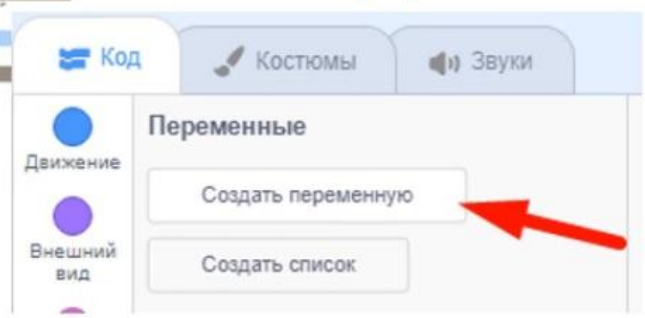 Код
Костюмы
Звуки
Движение
Внешний
вид
Переменные
Создать переменную
Создать список